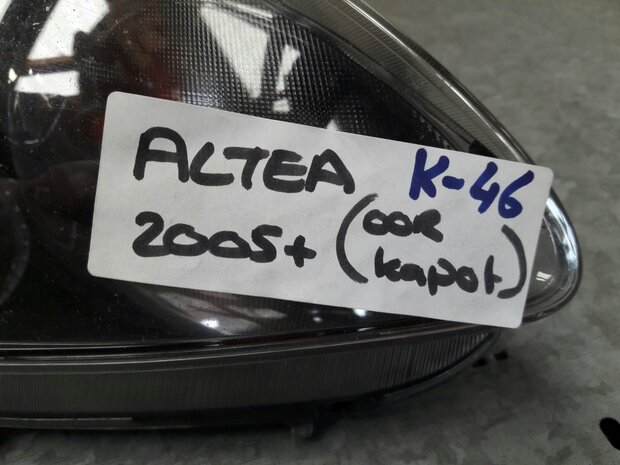 ALTEA K-46
2005+ (OOR
kapot)